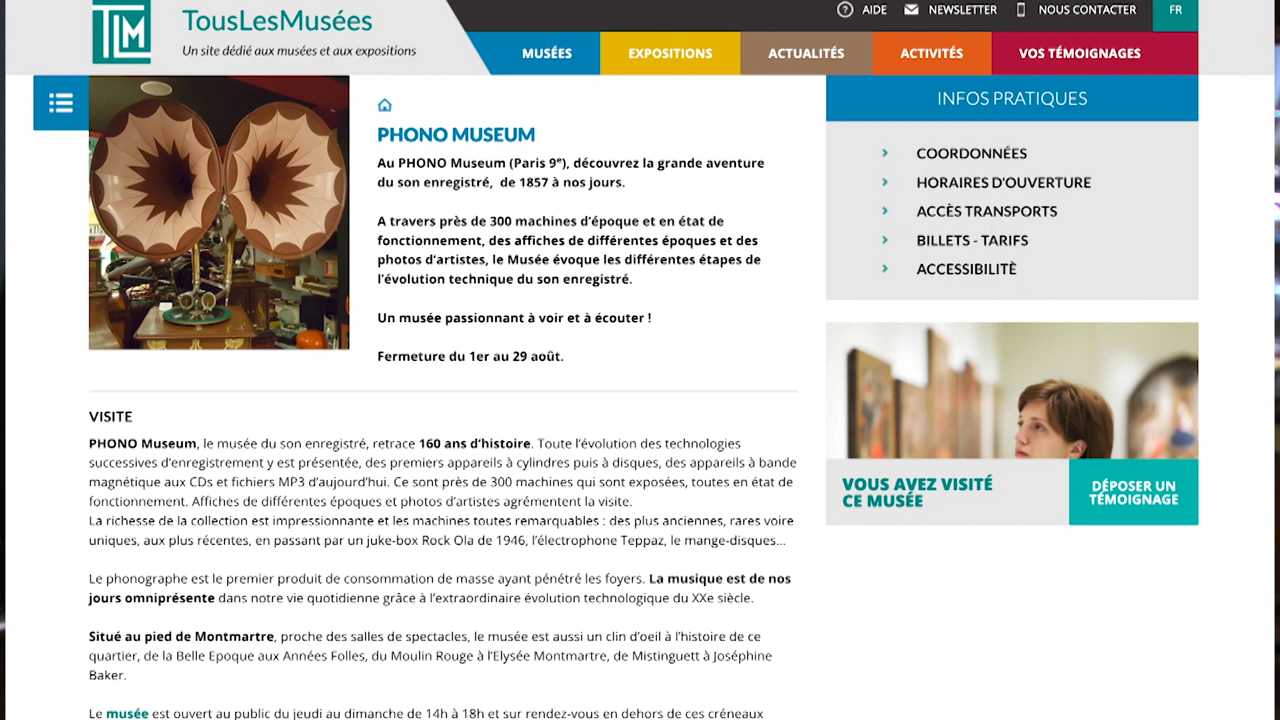 TLM
TousLesMusées
Un site dédié aux musées et aux expositions
AIDE
NEWSLETTER
NOUS CONTACTER
FR
MUSÉES
EXPOSITIONS
ACTUALITÉS
ACTIVITÉS
VOS TÉMOIGNAGES
PHONO MUSEUM
Au PHONO Museum (Paris 9ᵉ), découvrez la grande aventure
du son enregistré, de 1857 à nos jours.
A travers près de 300 machines d’époque et en état de
fonctionnement, des affiches de différentes époques et des
photos d’artistes, le Musée évoque les différentes étapes de
l’évolution technique du son enregistré.
Un musée passionnant à voir et à écouter !
Fermeture du 1er au 29 août.
INFOS PRATIQUES
COORDONNÉES
HORAIRES D'OUVERTURE
ACCÈS TRANSPORTS
BILLETS - TARIFS
ACCESSIBILITÈ
VOUS AVEZ VISITÉ
CE MUSÉE
DÉPOSER UN
TÉMOIGNAGE
VISITE
PHONO Museum, le musée du son enregistré, retrace 160 ans d’histoire. Toute l’évolution des technologies
successives d’enregistrement y est présentée, des premiers appareils à cylindres puis à disques, des appareils à bande
magnétique aux CDs et fichiers MP3 d’aujourd’hui. Ce sont près de 300 machines qui sont exposées, toutes en état de
fonctionnement. Affiches de différentes époques et photos d’artistes agrémentent la visite.
La richesse de la collection est impressionnante et les machines toutes remarquables : des plus anciennes, rares voire
uniques, aux plus récentes, en passant par un juke-box Rock Ola de 1946, l’électrophone Teppaz, le mange-disques...
Le phonographe est le premier produit de consommation de masse ayant pénétré les foyers. La musique est de nos
jours omniprésente dans notre vie quotidienne grâce à l’extraordinaire évolution technologique du XXe siècle.
Situé au pied de Montmartre, proche des salles de spectacles, le musée est aussi un clin d’oeil à l’histoire de ce
quartier, de la Belle Epoque aux Années Folles, du Moulin Rouge à l’Elysée Montmartre, de Mistinguett à Joséphine
Baker.
Le musée est ouvert au public du jeudi au dimanche de 14h à 18h et sur rendez-vous en dehors de ces créneaux